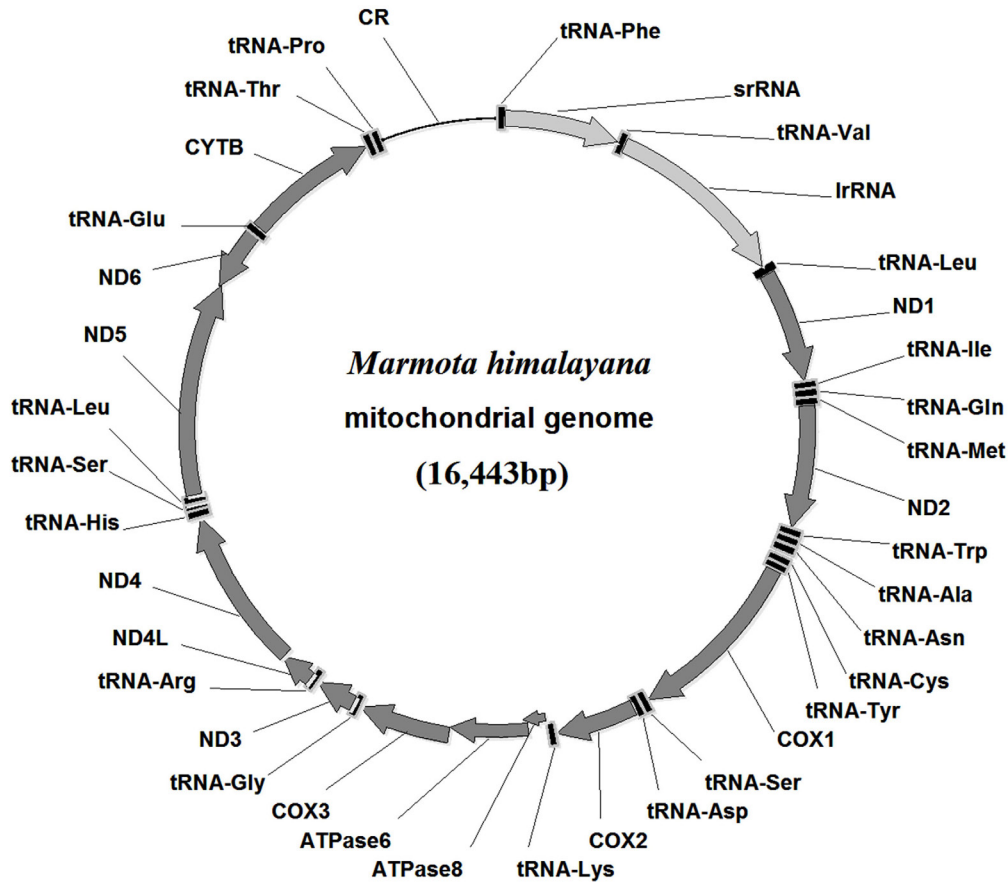 CR
tRNA-Phe
srRNA
tRNA-Val
lrRNA
tRNA-Leu
ND1
tRNA-Ile
tRNA-Gln
tRNA-Met
ND2
tRNA-Trp
tRNA-Ala
tRNA-Asn
tRNA-Cys
tRNA-Tyr
COX1
tRNA-Ser
tRNA-Asp
COX2
tRNA-Lys
ATPase8
ATPase6
COX3
tRNA-Gly
ND3
tRNA-Arg
ND4L
ND4
tRNA-His
tRNA-Ser
tRNA-Leu
ND5
ND6
tRNA-Glu
CYTB
tRNA-Thr
tRNA-Pro
Marmota himalayana
mitochondrial genome
(16,443bp)